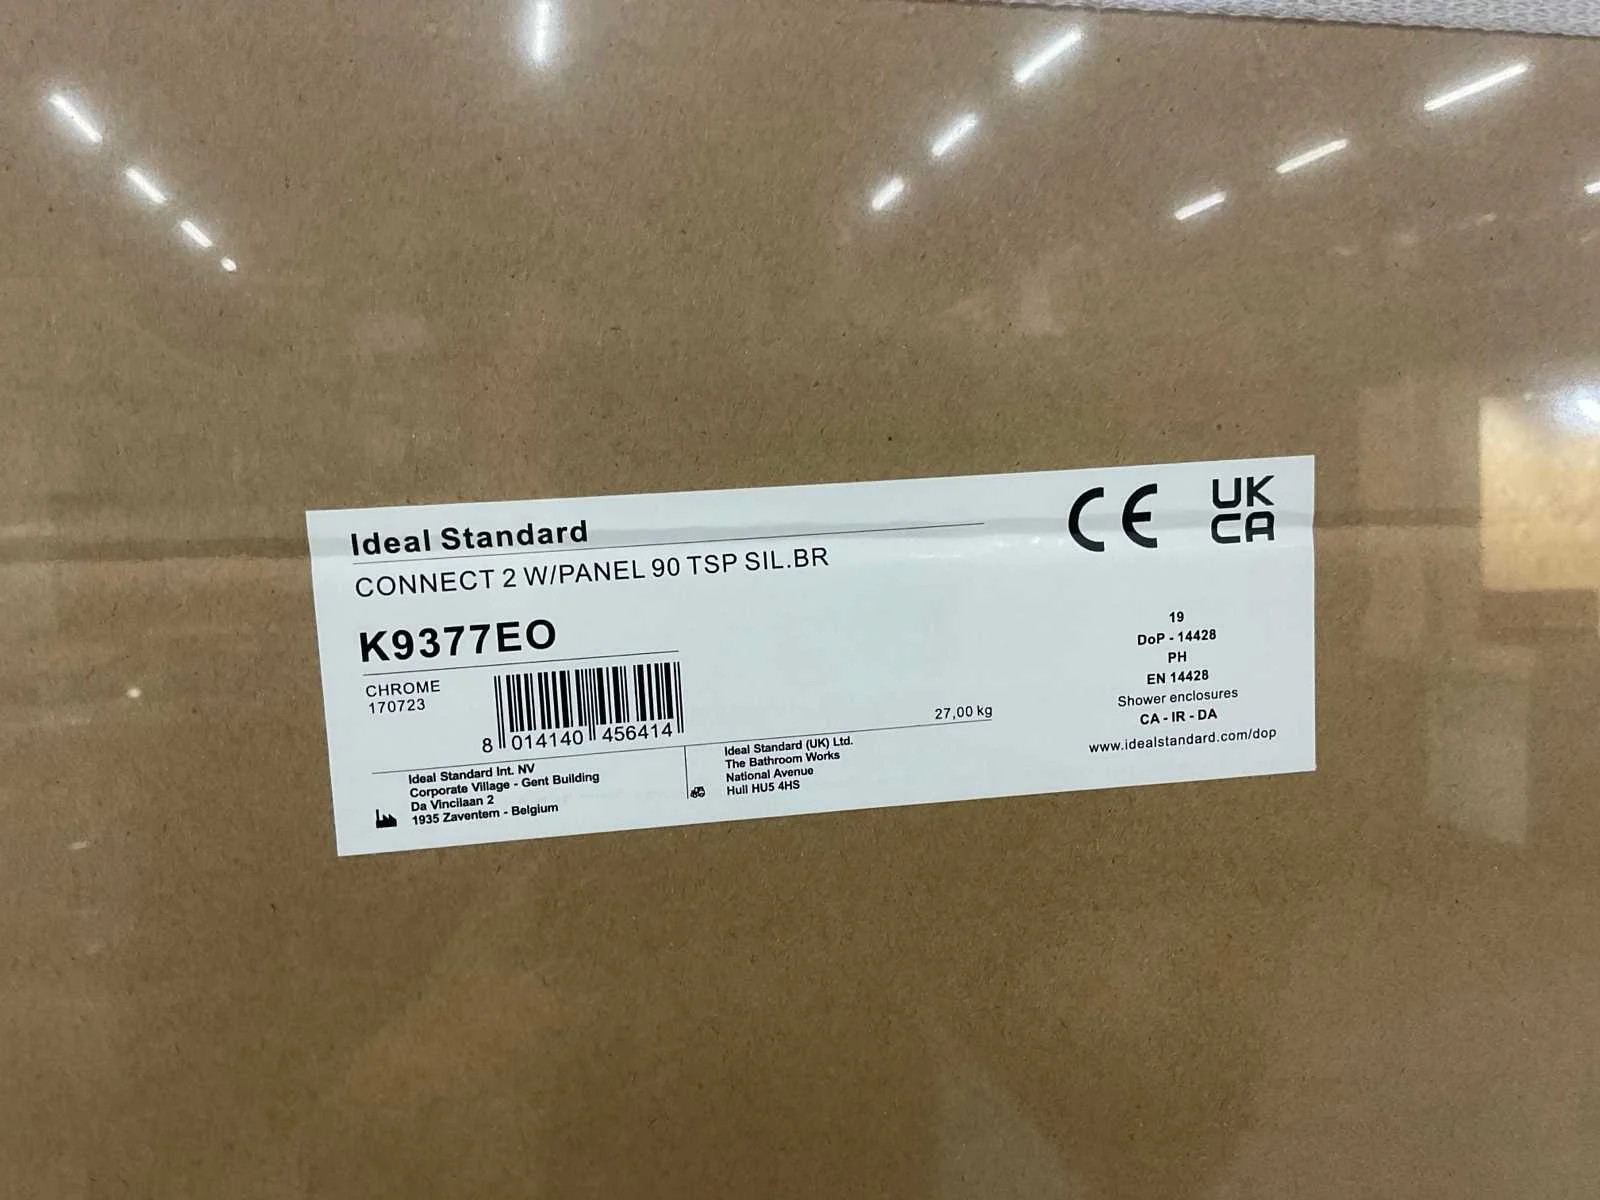 Ideal Standard
CONNECT 2 W/PANEL 90 TSP SIL.BR
K9377EO
CHROME
170723
8 014140 456414
27,00 kg
Ideal Standard Int. NV
Corporate Village - Gent Building
Da Vincilaan 2
1935 Zaventem - Belgium
Ideal Standard (UK) Ltd.
The Bathroom Works
National Avenue
Hull HU5 4HS
CE
UK
CA
19
DoP - 14428
PH
EN 14428
Shower enclosures
CA - IR - DA
www.idealstandard.com/dop